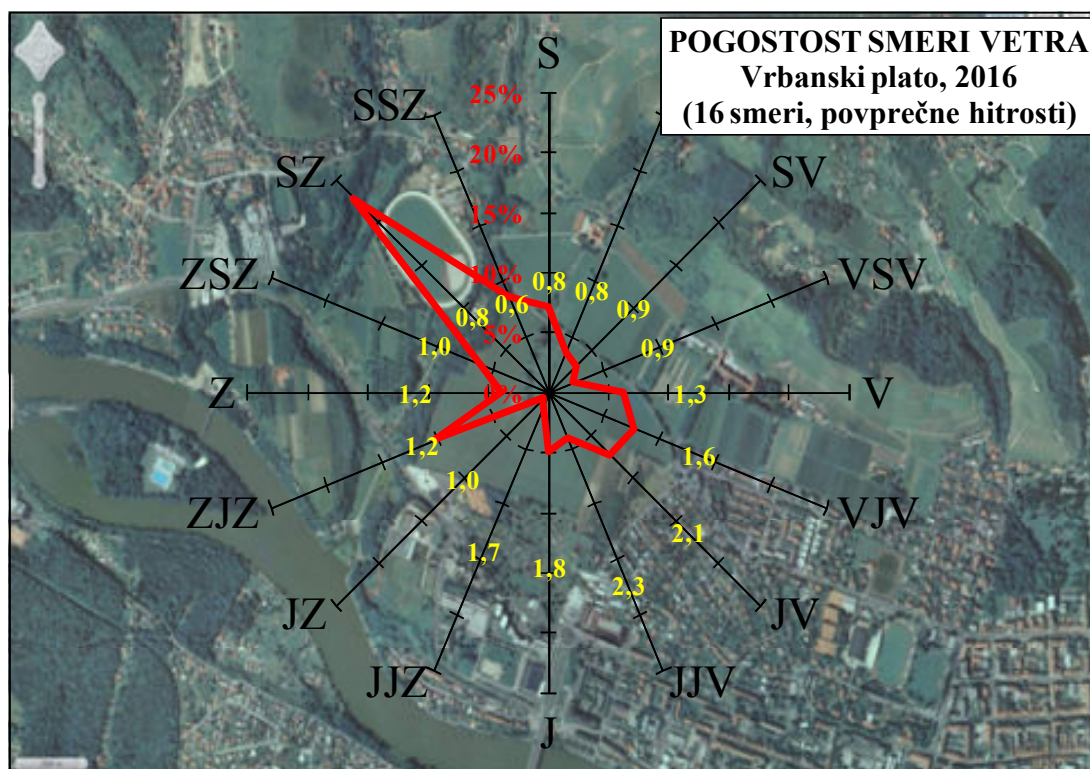 POGOSTOST SMERI VETRA
Vrbanski plato, 2016
(16 smeri, povprečne hitrosti)
S
25%
SSZ
20%
SZ
SV
15%
ZSZ
VSV
10%
0,8
0,8
0,6
0,9
0,8
5%
1,0
0,9
Z
1,2
%
1,3
V
1,2
1,6
ZJZ
1,0
VJV
2,1
1,7
1,8
2,3
JZ
JV
JJZ
JJV
J